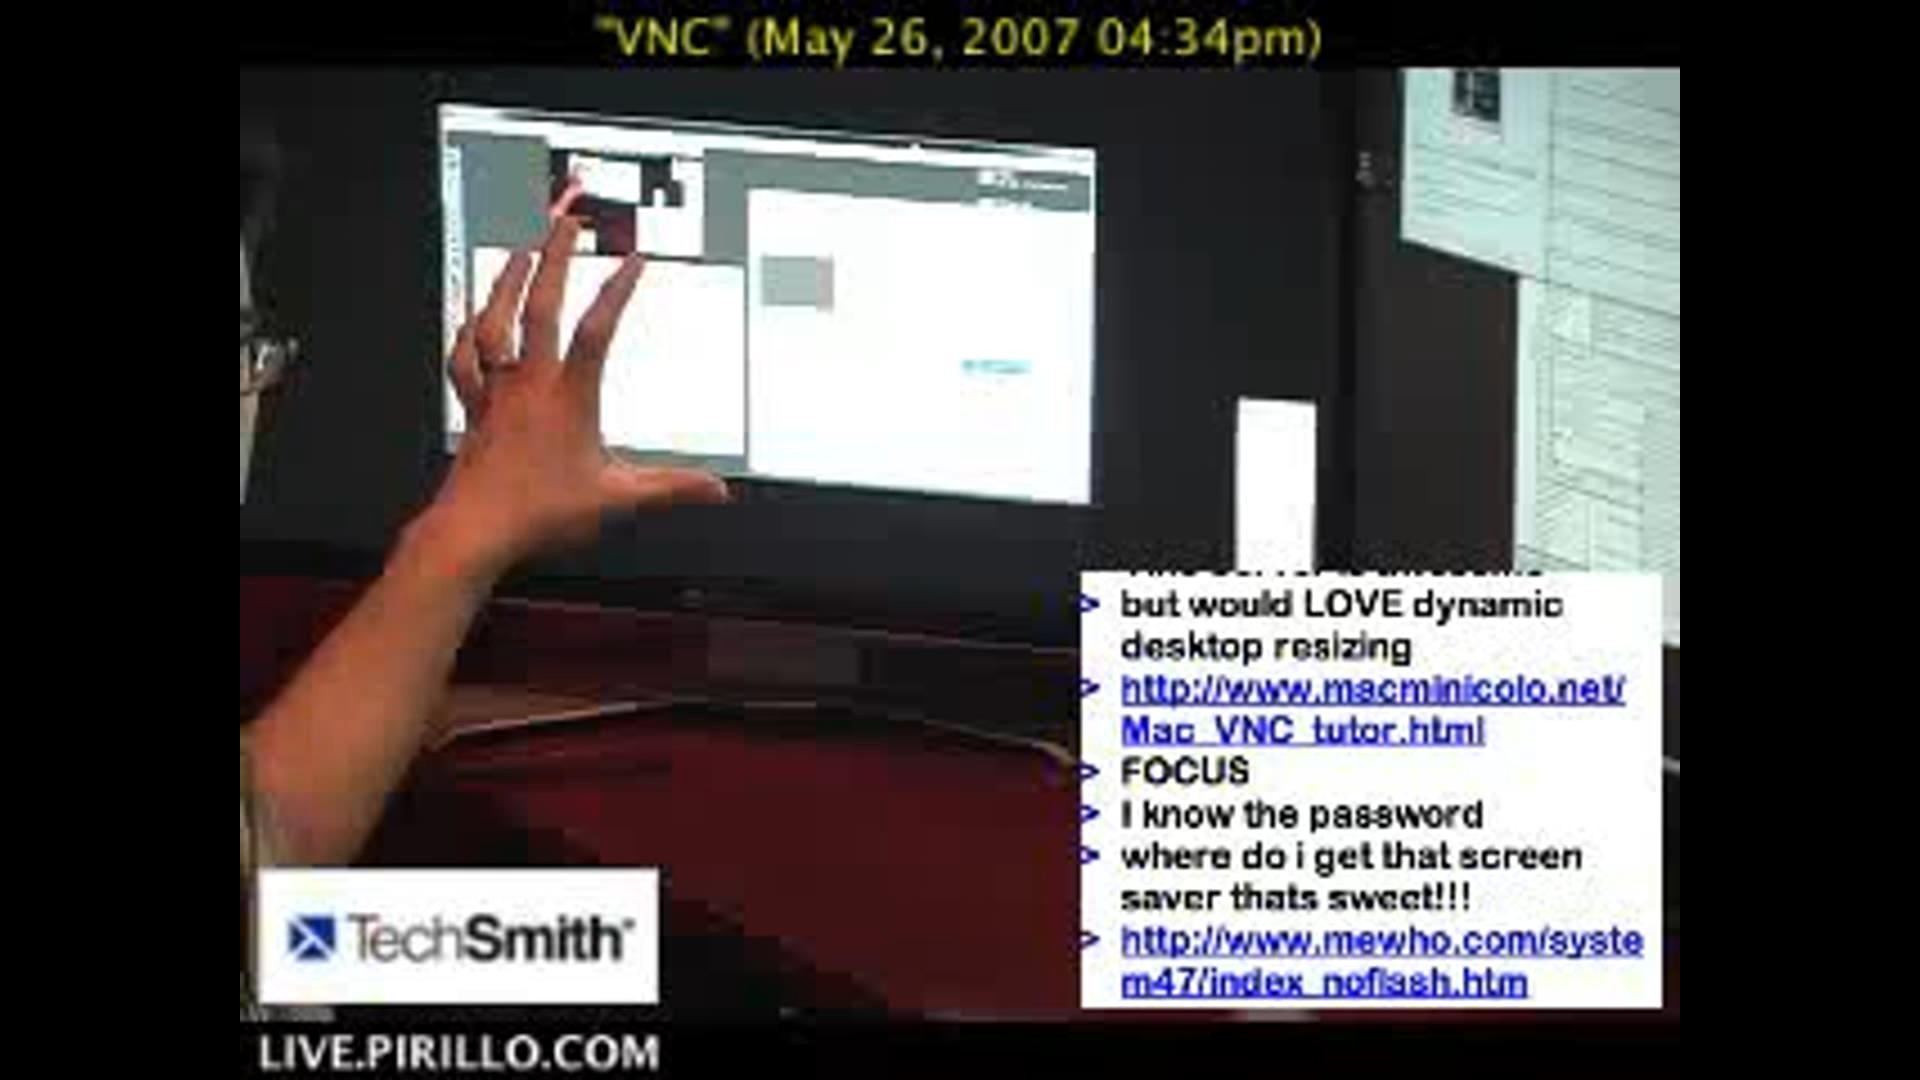 "VNC" (May 26, 2007 04:34pm)
> but would LOVE dynamic
desktop resizing
> http://www.macminicolo.net/
Mac_VNC_tutor.html
> FOCUS
> I know the password
> where do i get that screen
saver thats sweet!!!
> http://www.mewho.com/syste
m47/index_noflash.htm
TechSmith
LIVE.PIRILLO.COM